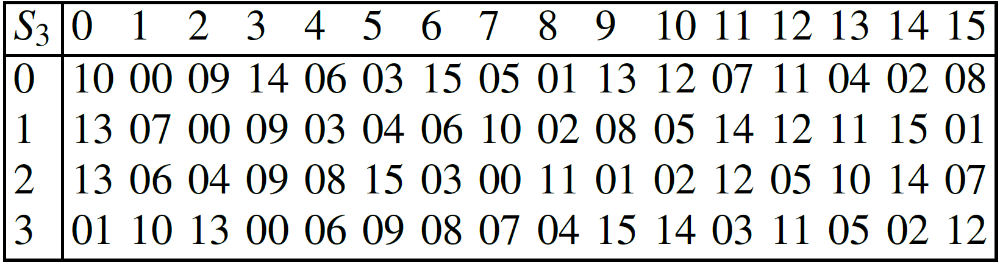 S₃ 0 1 2 3 4 5 6 7 8 9 10 11 12 13 14 15
0 10 00 09 14 06 03 15 05 01 13 12 07 11 04 02 08
1 13 07 00 09 03 04 06 10 02 08 05 14 12 11 15 01
2 13 06 04 09 08 15 03 00 11 01 02 12 05 10 14 07
3 01 10 13 00 06 09 08 07 04 15 14 03 11 05 02 12